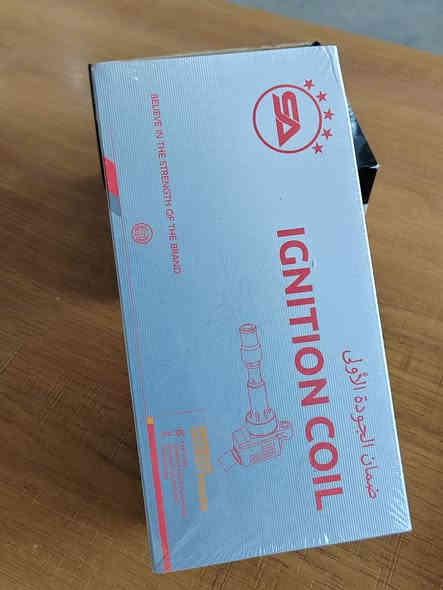 SA
IGNITION COIL
ضمان الجودة الأولى
BELIEVE IN THE STRENGTH OF THE BRAND